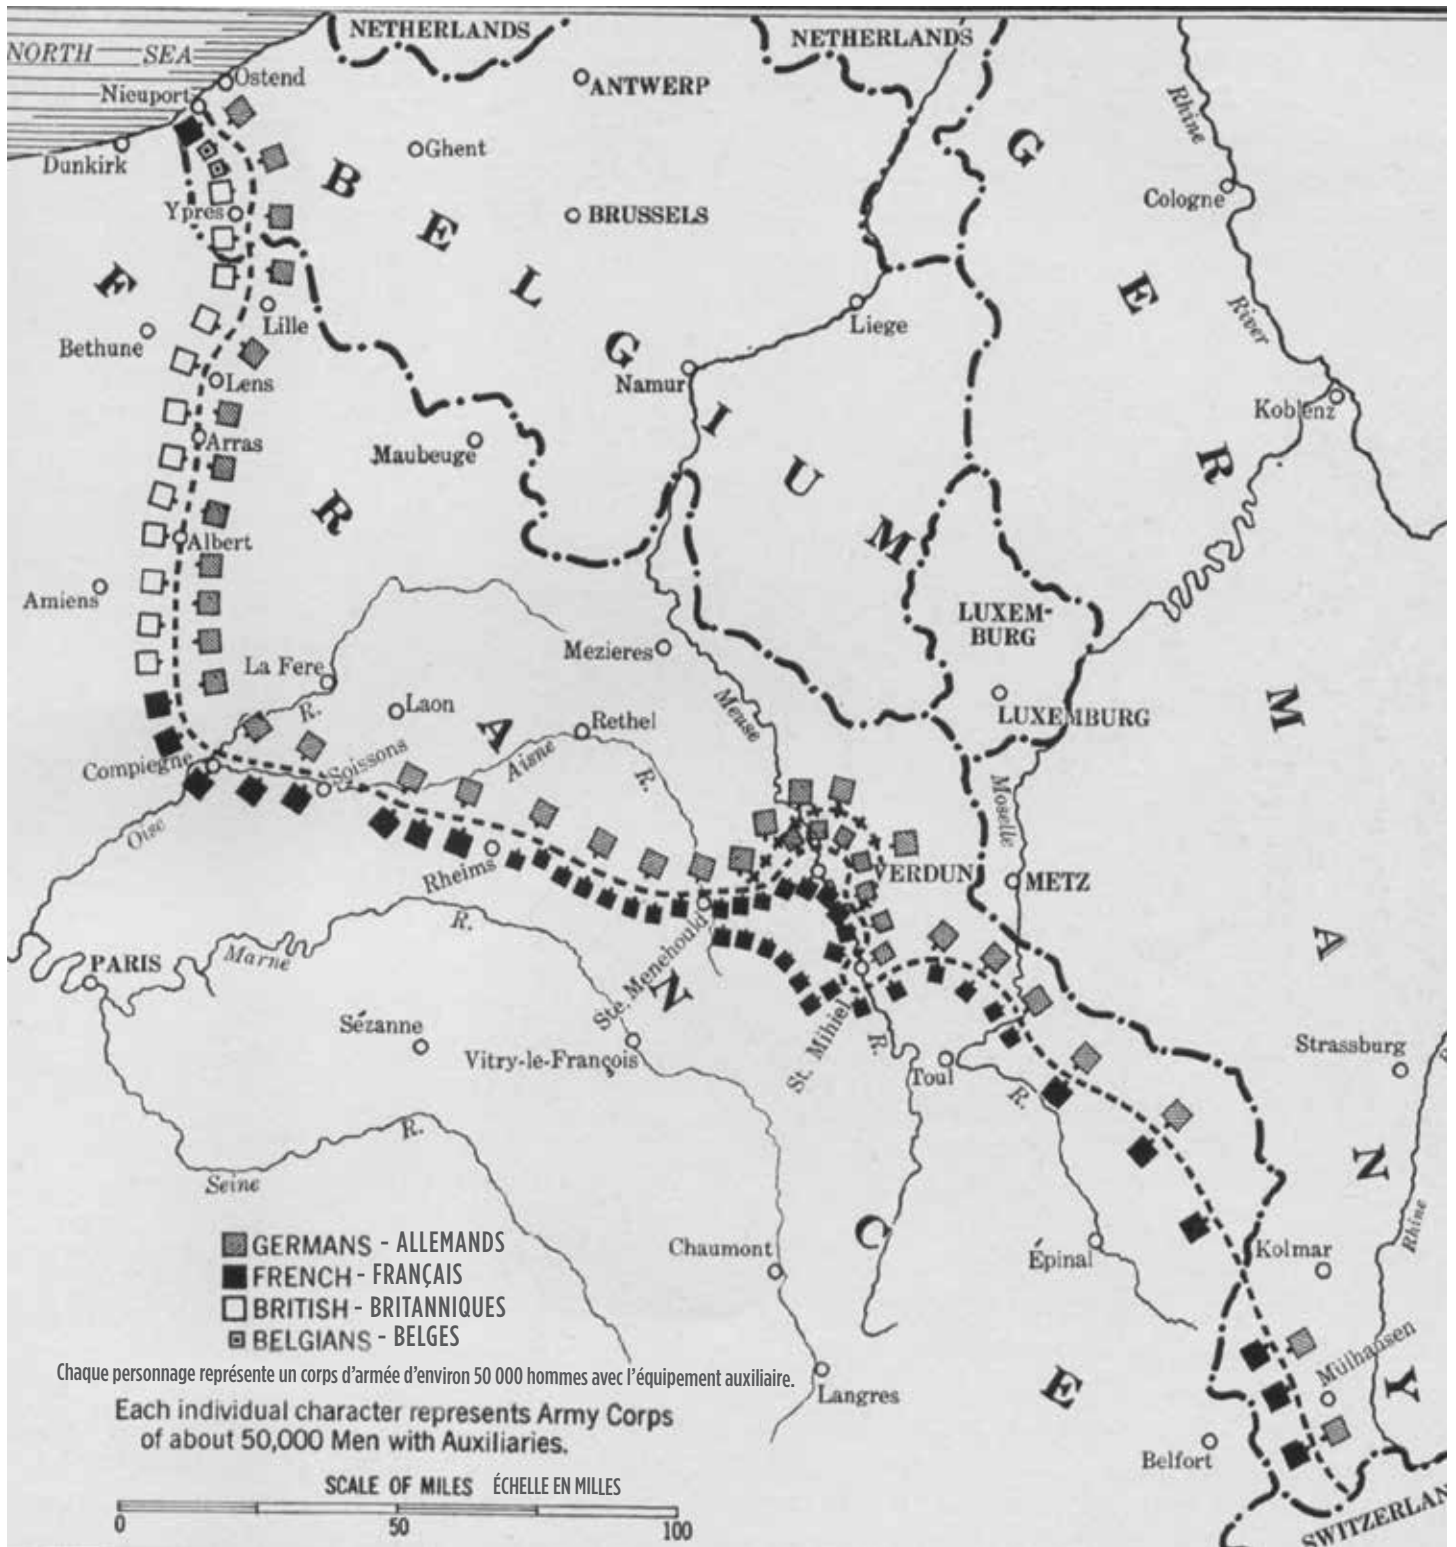 NETHERLANDS
NETHERLANDS
NORTH SEA
Ostend
Nieuport
ANTWERP
Rhine
Dunkirk
Ghent
G
B
Cologne
Ypres
BRUSSELS
E
F
L
E
River
Lille
Liege
Bethune
G
Namur
Lens
Koblenz
I
Arras
Maubeuge
R
U
R
M
Albert
Amiens
LUXEM-
BURG
Mezieres
La Fere
R.
Laon
A
Rethel
Meuse
LUXEMBURG
M
Compiegne
Soissons
Aisne
R.
Moselle
Oise
Rheims
VERDUN
METZ
R.
Marne
PARIS
A
Ste. Menehould
N
Sézanne
Vitry-le-François
St. Mihiel
R.
Toul
Strassburg
R.
R.
N
Seine
C
Rhine
GERMANS - ALLEMANDS
Chaumont
Épinal
Kolmar
FRENCH - FRANÇAIS
BRITISH - BRITANNIQUES
BELGIANS - BELGES
Mülhausen
Chaque personnage représente un corps d'armée d'environ 50 000 hommes avec l'équipement auxiliaire.
Langres
E
Y
Each individual character represents Army Corps
of about 50,000 Men with Auxiliaries.
Belfort
SCALE OF MILES ÉCHELLE EN MILLES
0 50 100